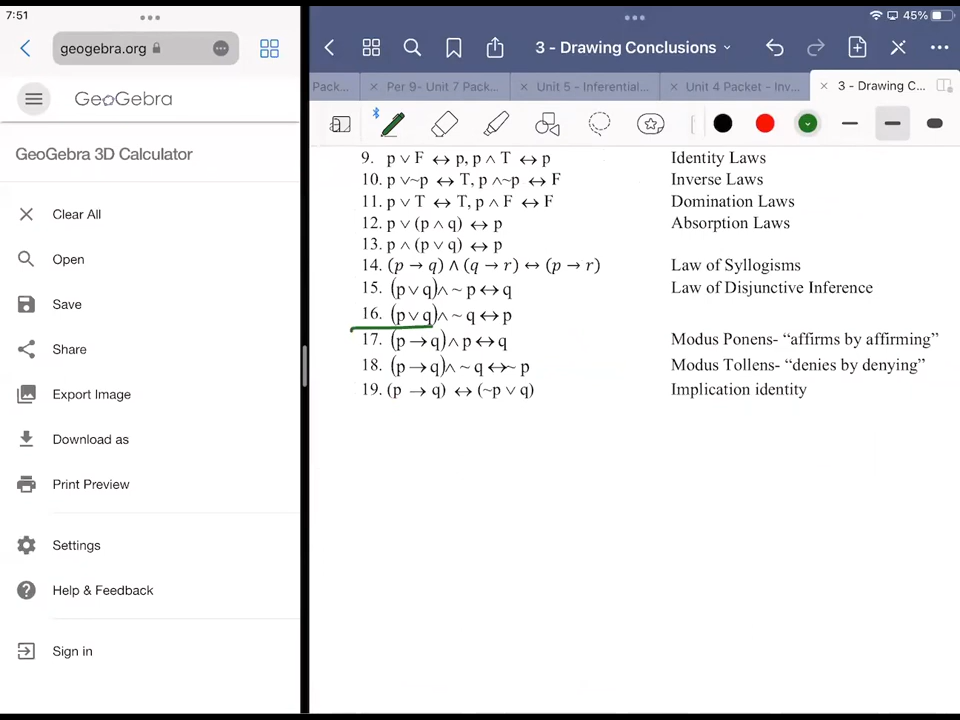 7:51
45%
geogebra.org
GeoGebra
GeoGebra 3D Calculator
Clear All
Open
Save
Share
Export Image
Download as
Print Preview
Settings
Help & Feedback
Sign in
3 - Drawing Conclusions
Pack...
Per 9- Unit 7 Pack...
Unit 5 - Inferential...
Unit 4 Packet - Inv...
3 - Drawing C...
9. p ∨ F ↔ p, p ∧ T ↔ p Identity Laws
10. p ∨~p ↔ T, p ∧~p ↔ F Inverse Laws
11. p ∨ T ↔ T, p ∧ F ↔ F Domination Laws
12. p ∨ (p ∧ q) ↔ p Absorption Laws
13. p ∧ (p ∨ q) ↔ p
14. (p → q) ∧ (q → r) ↔ (p → r) Law of Syllogisms
15. (p ∨ q)∧ ~ p ↔ q Law of Disjunctive Inference
16. (p ∨ q)∧ ~ q ↔ p
17. (p → q)∧ p ↔ q Modus Ponens- “affirms by affirming”
18. (p → q)∧ ~ q ↔~ p Modus Tollens- “denies by denying”
19. (p → q) ↔ (~p ∨ q) Implication identity